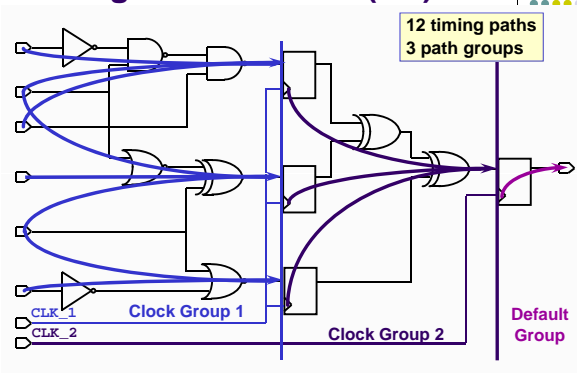 12 timing paths
3 path groups
CLK_1
Clock Group 1
CLK_2
Clock Group 2
Default
Group